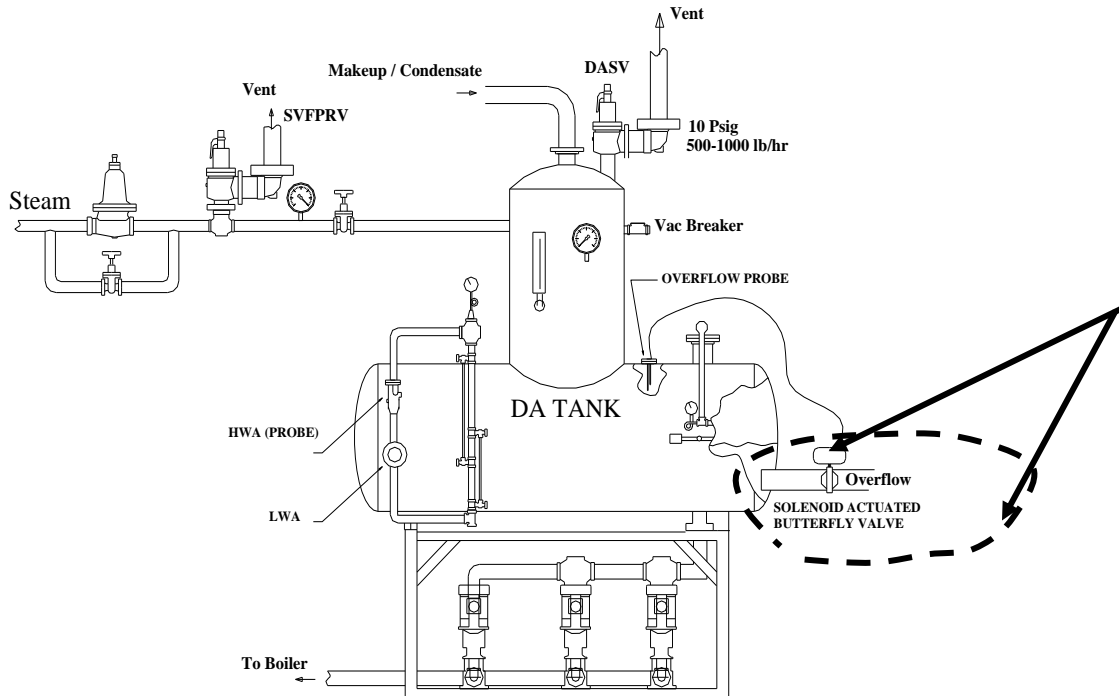 Vent
Makeup / Condensate
DASV
Vent
SVFPRV
10 Psig
500-1000 lb/hr
Steam
Vac Breaker
OVERFLOW PROBE
DA TANK
HWA (PROBE)
Overflow
LWA
SOLENOID ACTUATED
BUTTERFLY VALVE
To Boiler